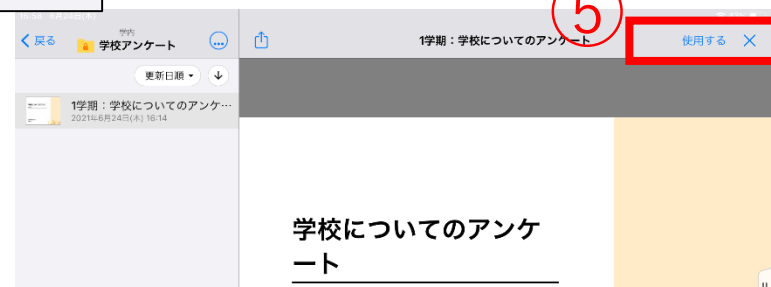 ⑤
16:58 6月24日(木)
戻る
学内
学校アンケート
1学期：学校についてのアンケート
使用する
更新日順
1学期：学校についてのアンケ…
2021年6月24日(木) 16:14
学校についてのアンケ
ート